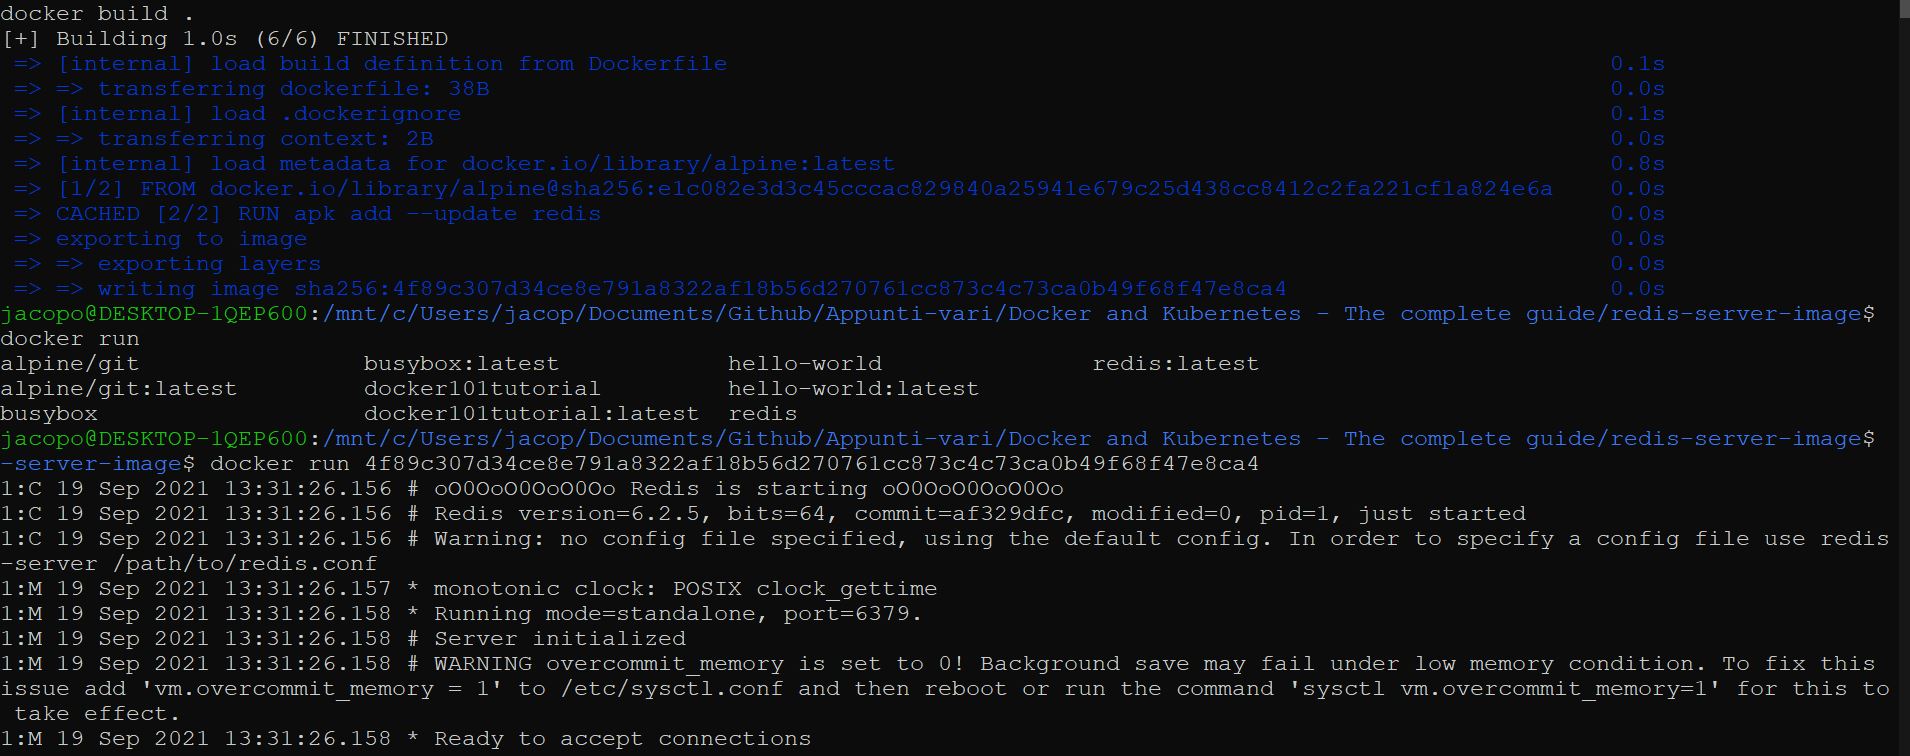 docker build .
[+] Building 1.0s (6/6) FINISHED
=> [internal] load build definition from Dockerfile 0.1s
=> => transferring dockerfile: 38B 0.0s
=> [internal] load .dockerignore 0.1s
=> => transferring context: 2B 0.0s
=> [internal] load metadata for docker.io/library/alpine:latest 0.8s
=> [1/2] FROM docker.io/library/alpine@sha256:e1c082e3d3c45cccac829840a25941e679c25d438cc8412c2fa221cf1a824e6a 0.0s
=> CACHED [2/2] RUN apk add --update redis 0.0s
=> exporting to image 0.0s
=> => exporting layers 0.0s
=> => writing image sha256:4f89c307d34ce8e791a8322af18b56d270761cc873c4c73ca0b49f68f47e8ca4 0.0s
jacopo@DESKTOP-1QEP600:/mnt/c/Users/jacop/Documents/Github/Appunti-vari/Docker and Kubernetes - The complete guide/redis-server-image$
docker run
alpine/git busybox:latest hello-world redis:latest
alpine/git:latest docker101tutorial hello-world:latest
busybox docker101tutorial:latest redis
jacopo@DESKTOP-1QEP600:/mnt/c/Users/jacop/Documents/Github/Appunti-vari/Docker and Kubernetes - The complete guide/redis-server-image$
-server-image$ docker run 4f89c307d34ce8e791a8322af18b56d270761cc873c4c73ca0b49f68f47e8ca4
1:C 19 Sep 2021 13:31:26.156 # oO0OoO0OoO0Oo Redis is starting oO0OoO0OoO0Oo
1:C 19 Sep 2021 13:31:26.156 # Redis version=6.2.5, bits=64, commit=af329dfc, modified=0, pid=1, just started
1:C 19 Sep 2021 13:31:26.156 # Warning: no config file specified, using the default config. In order to specify a config file use redis
-server /path/to/redis.conf
1:M 19 Sep 2021 13:31:26.157 * monotonic clock: POSIX clock_gettime
1:M 19 Sep 2021 13:31:26.158 * Running mode=standalone, port=6379.
1:M 19 Sep 2021 13:31:26.158 # Server initialized
1:M 19 Sep 2021 13:31:26.158 # WARNING overcommit_memory is set to 0! Background save may fail under low memory condition. To fix this
issue add 'vm.overcommit_memory = 1' to /etc/sysctl.conf and then reboot or run the command 'sysctl vm.overcommit_memory=1' for this to
take effect.
1:M 19 Sep 2021 13:31:26.158 * Ready to accept connections